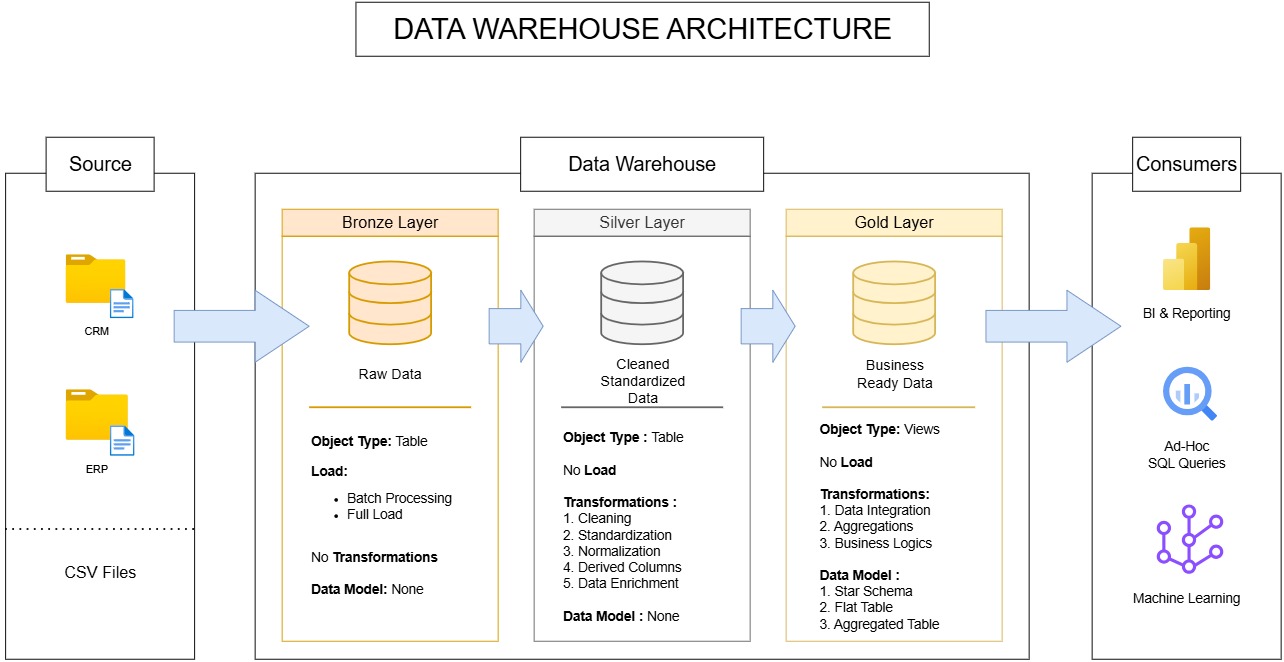 DATA WAREHOUSE ARCHITECTURE
Source
CRM
ERP
CSV Files
Data Warehouse
Bronze Layer
Raw Data
Object Type: Table
Load:
• Batch Processing
• Full Load
No Transformations
Data Model: None
Silver Layer
Cleaned
Standardized
Data
Object Type : Table
No Load
Transformations :
1. Cleaning
2. Standardization
3. Normalization
4. Derived Columns
5. Data Enrichment
Data Model : None
Gold Layer
Business
Ready Data
Object Type: Views
No Load
Transformations:
1. Data Integration
2. Aggregations
3. Business Logics
Data Model :
1. Star Schema
2. Flat Table
3. Aggregated Table
Consumers
BI & Reporting
Ad-Hoc
SQL Queries
Machine Learning